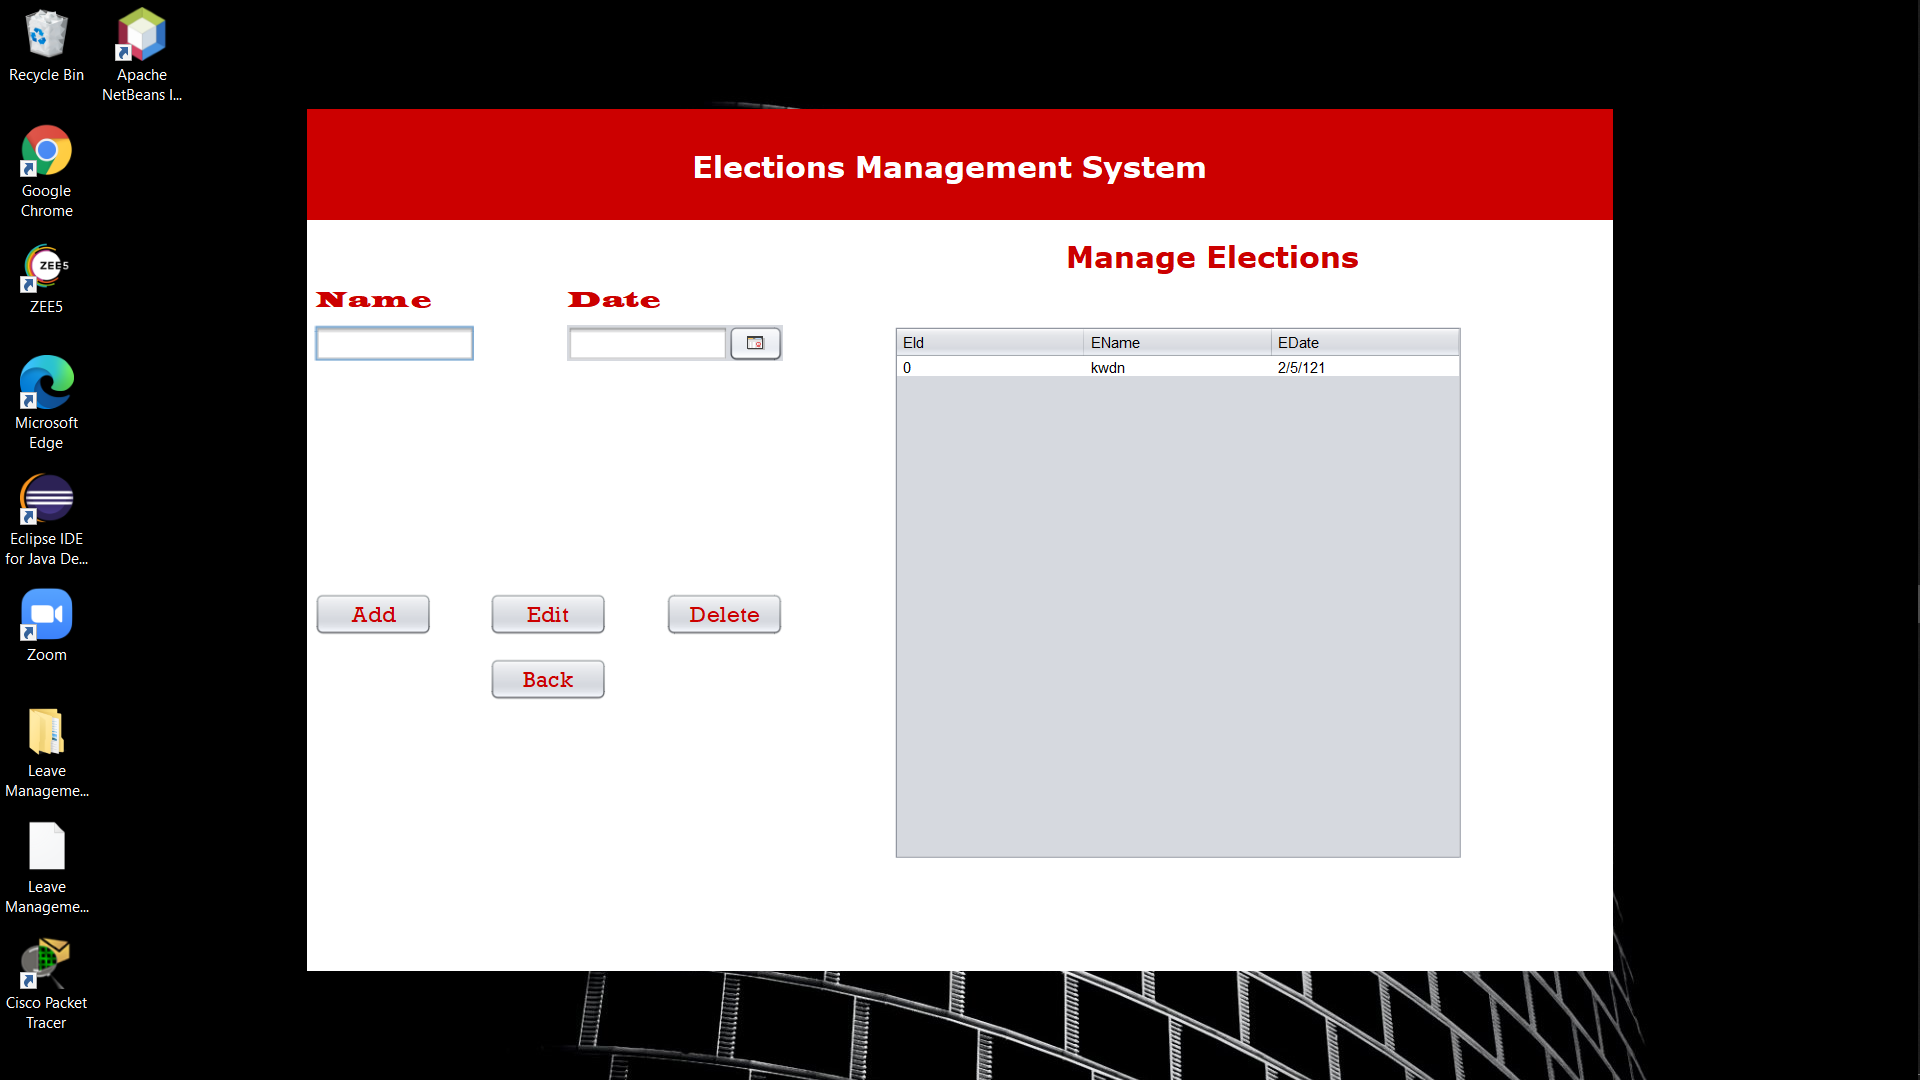 Recycle Bin
Apache
NetBeans I...
Google
Chrome
ZEE5
ZEE5
Microsoft
Edge
Eclipse IDE
for Java De...
Zoom
Leave
Manageme...
Leave
Manageme...
Cisco Packet
Tracer
Elections Management System
Manage Elections
Name
Date
EId EName EDate
0 kwdn 2/5/121
Add
Edit
Delete
Back